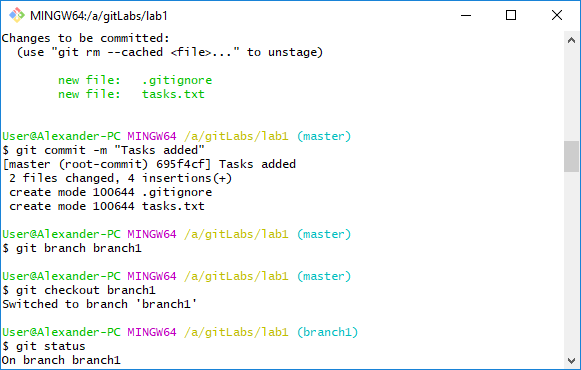 MINGW64:/a/gitLabs/lab1
Changes to be committed:
  (use "git rm --cached <file>..." to unstage)

        new file:   .gitignore
        new file:   tasks.txt


User@Alexander-PC MINGW64 /a/gitLabs/lab1 (master)
$ git commit -m "Tasks added"
[master (root-commit) 695f4cf] Tasks added
 2 files changed, 4 insertions(+)
 create mode 100644 .gitignore
 create mode 100644 tasks.txt

User@Alexander-PC MINGW64 /a/gitLabs/lab1 (master)
$ git branch branch1

User@Alexander-PC MINGW64 /a/gitLabs/lab1 (master)
$ git checkout branch1
Switched to branch 'branch1'

User@Alexander-PC MINGW64 /a/gitLabs/lab1 (branch1)
$ git status
On branch branch1